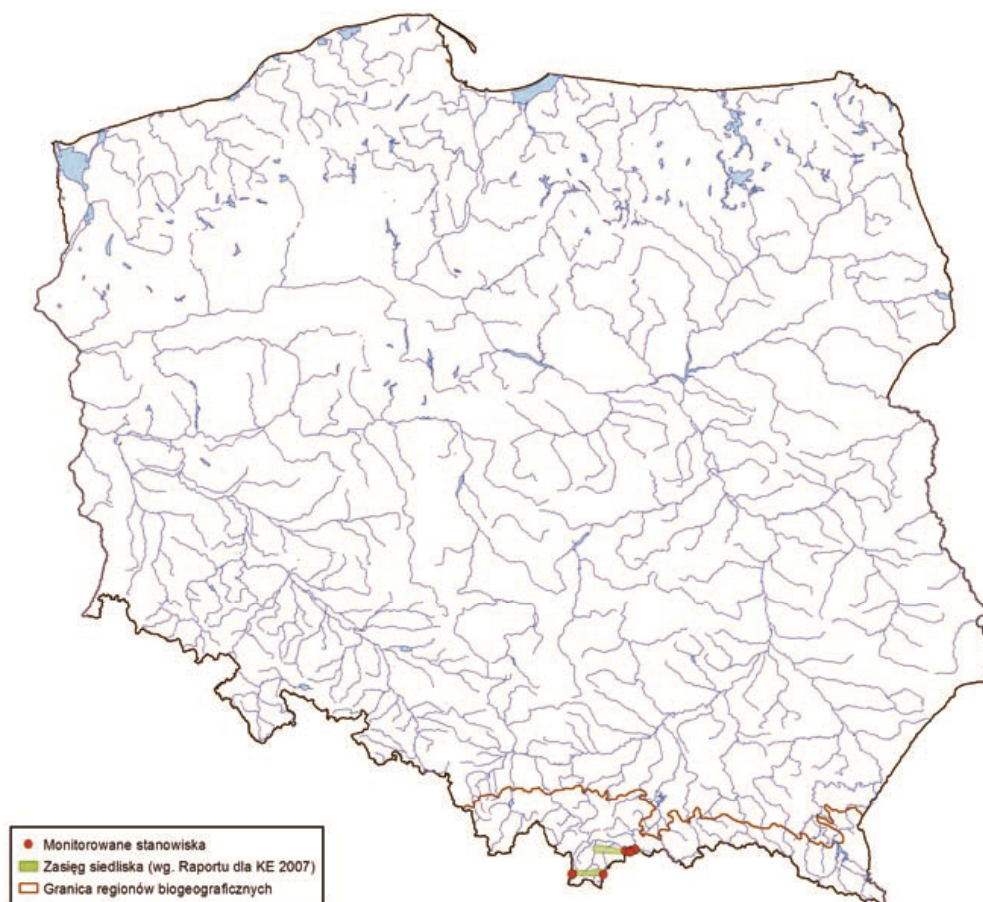 Monitorowane stanowiska
Zasięg siedliska (wg. Raportu dla KE 2007)
Granica regionów biogeograficznych